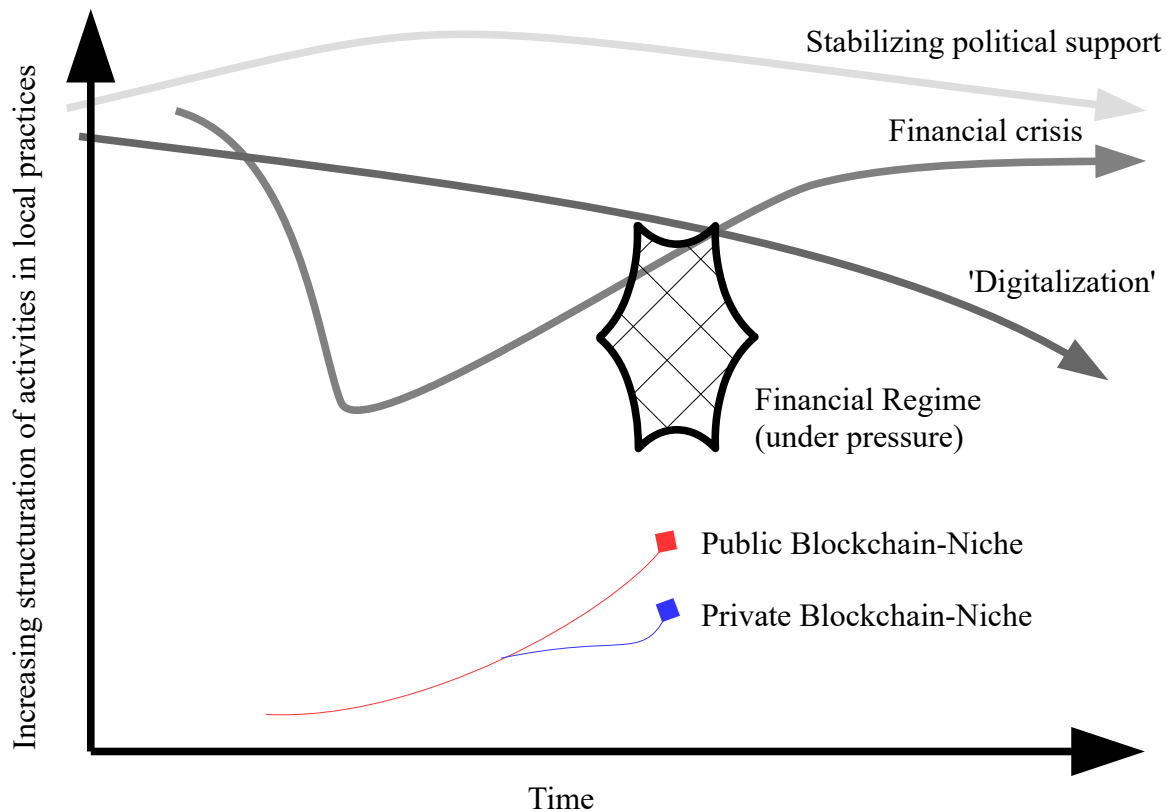 Increasing structuration of activities in local practices
Stabilizing political support
Financial crisis
'Digitalization'
Financial Regime
(under pressure)
Public Blockchain-Niche
Private Blockchain-Niche
Time